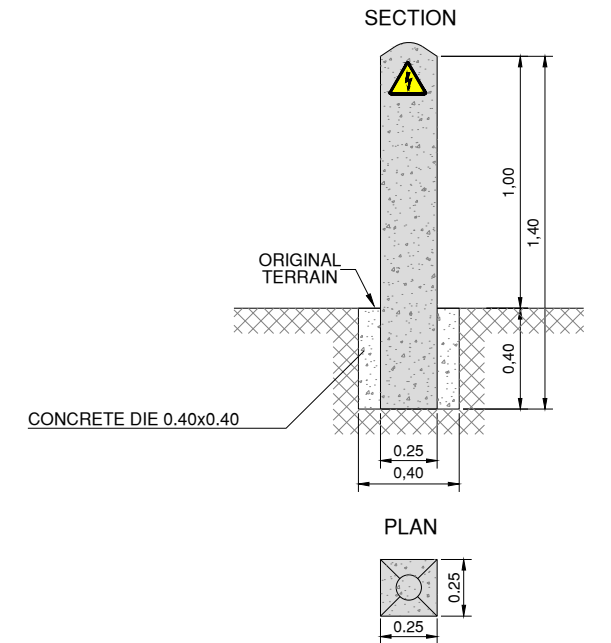 SECTION
1,00
1,40
ORIGINAL
TERRAIN
0,40
CONCRETE DIE 0.40x0.40
0.25
0,40
PLAN
0.25
0.25